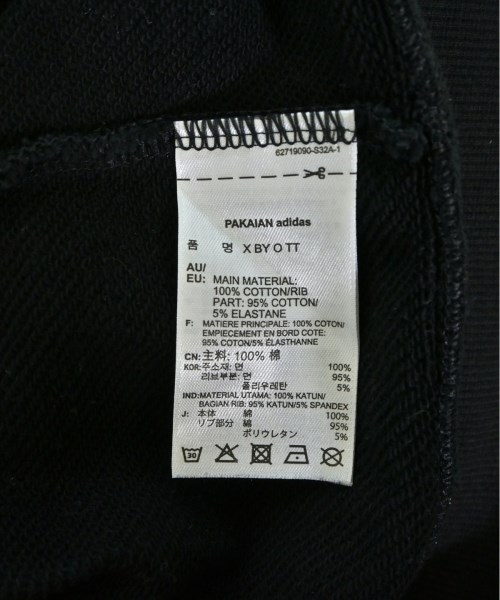 62719090-S32A-1
PAKAIAN adidas
품 명 X BY O TT
AU/
EU: MAIN MATERIAL:
100% COTTON/RIB
PART: 95% COTTON/
5% ELASTANE
F: MATIERE PRINCIPALE: 100% COTON/
EMPIECEMENT EN BORD COTE:
95% COTON/5% ÉLASTHANNE
CN: 主料: 100% 棉
KOR: 주소재: 면 100%
리브부분: 면 95%
폴리우레탄 5%
IND: MATERIAL UTAMA: 100% KATUN/
BAGIAN RIB: 95% KATUN/5% SPANDEX
J: 本体 綿 100%
リブ部分 綿 95%
ポリウレタン 5%
30